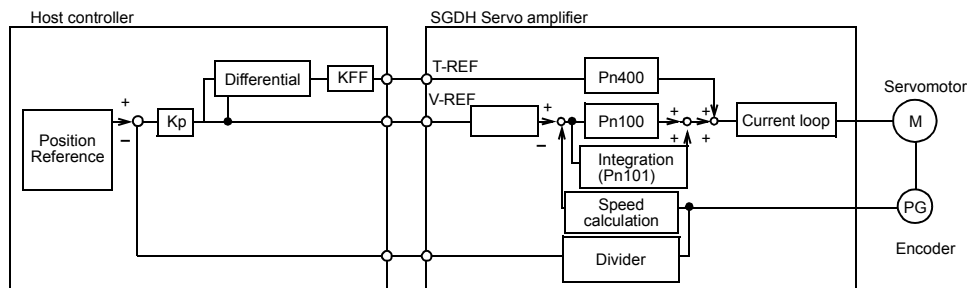 Host controller
SGDH Servo amplifier
Differential
KFF
T-REF
Pn400
V-REF
Servomotor
Position
Reference
+
−
Kp
+
−
Pn100
+
+
+
+
Current loop
M
Integration
(Pn101)
Speed
calculation
PG
Divider
Encoder